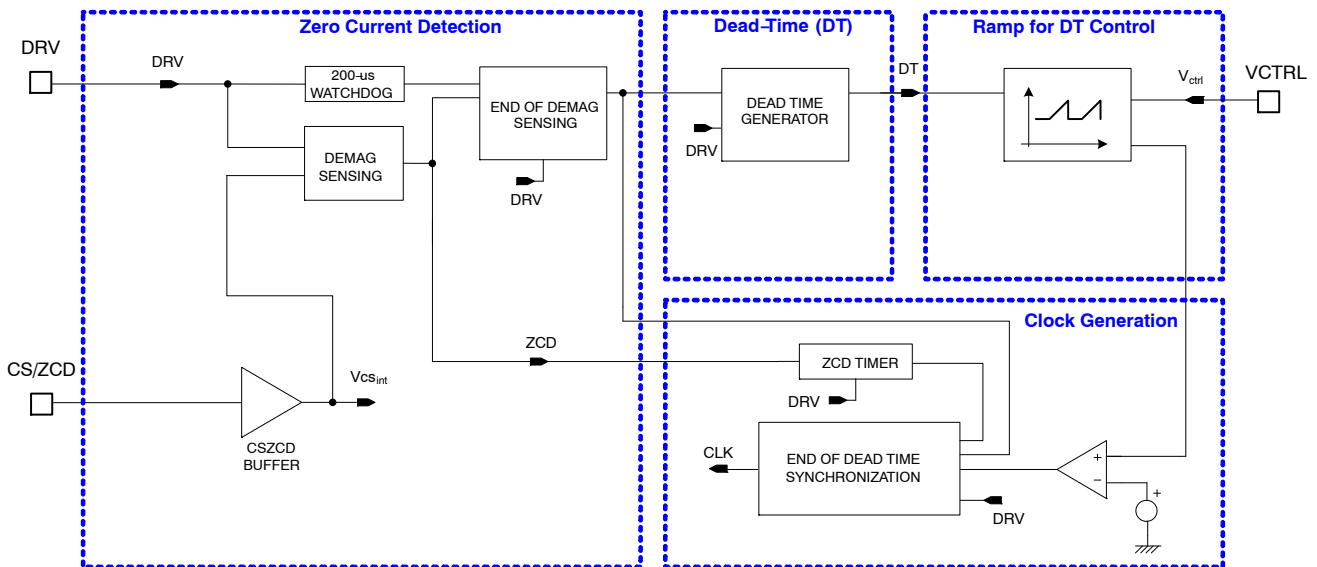 Zero Current Detection
Dead-Time (DT)
Ramp for DT Control
DRV
DRV
200-us
WATCHDOG
END OF DEMAG
SENSING
DRV
DEMAG
SENSING
DEAD TIME
GENERATOR
DRV
DT
Vctrl
VCTRL
Clock Generation
ZCD
ZCD TIMER
DRV
CS/ZCD
Vcsint
CSZCD
BUFFER
CLK
END OF DEAD TIME
SYNCHRONIZATION
DRV
+
−
+